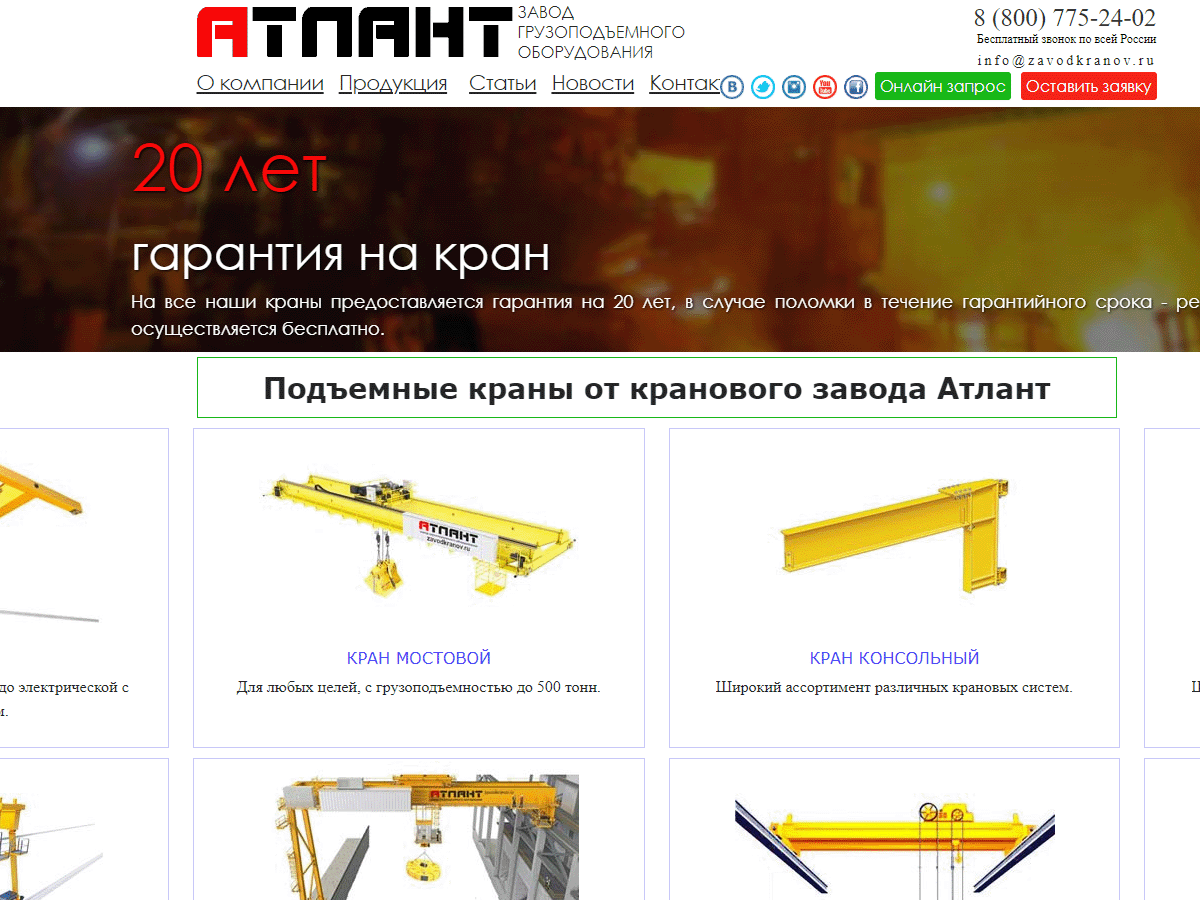 АТЛАНТ
ЗАВОД
ГРУЗОПОДЪЕМНОГО
ОБОРУДОВАНИЯ
8 (800) 775-24-02
Бесплатный звонок по всей России
info@zavodkranov.ru
О компании Продукция Статьи Новости Контак
Онлайн запрос Оставить заявку
20 лет
гарантия на кран
На все наши краны предоставляется гарантия на 20 лет, в случае поломки в течение гарантийного срока - ре
осуществляется бесплатно.
Подъемные краны от кранового завода Атлант
АТЛАНТ
zavodkranov.ru
КРАН МОСТОВОЙ
КРАН КОНСОЛЬНЫЙ
до электрической с
Для любых целей, с грузоподъемностью до 500 тонн.
Широкий ассортимент различных крановых систем.
м.
АТЛАНТ